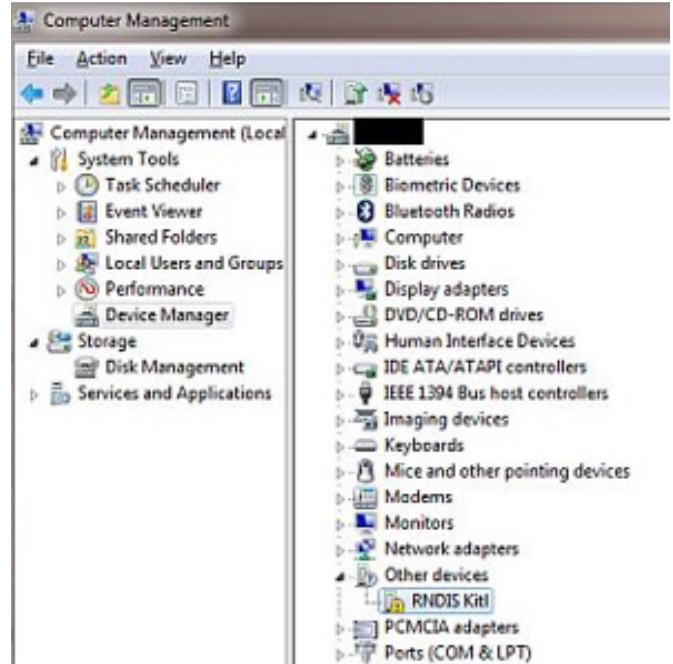 Computer Management
File Action View Help
Computer Management (Local
System Tools
Task Scheduler
Event Viewer
Shared Folders
Local Users and Groups
Performance
Device Manager
Storage
Disk Management
Services and Applications
Batteries
Biometric Devices
Bluetooth Radios
Computer
Disk drives
Display adapters
DVD/CD-ROM drives
Human Interface Devices
IDE ATA/ATAPI controllers
IEEE 1394 Bus host controllers
Imaging devices
Keyboards
Mice and other pointing devices
Modems
Monitors
Network adapters
Other devices
RNDIS Kitl
PCMCIA adapters
Ports (COM & LPT)